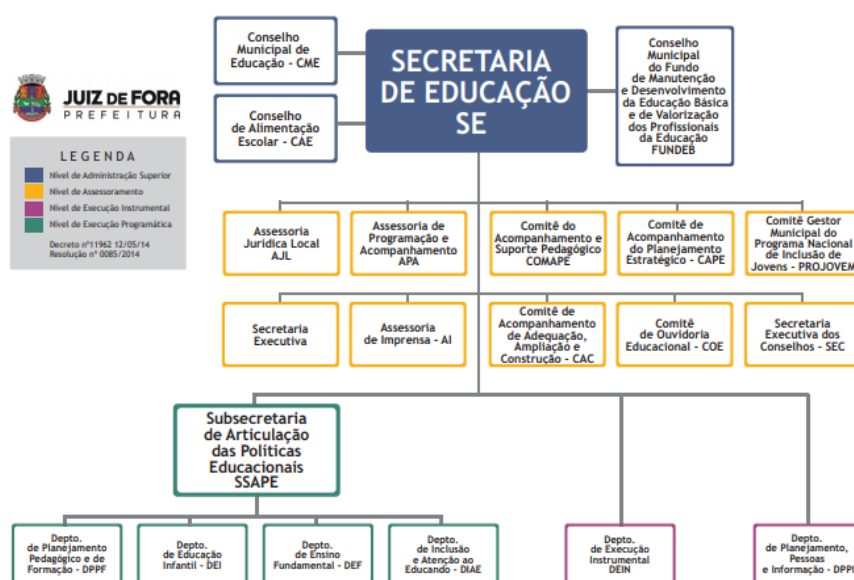 Conselho
Municipal de
Educação - CME
SECRETARIA
DE EDUCAÇÃO
SE
Conselho
Municipal
do Fundo
de Manutenção
e Desenvolvimento
da Educação Básica
e de Valorização
dos Profissionais
da Educação
FUNDEB
JUIZ DE FORA
PREFEITURA
Conselho
de Alimentação
Escolar - CAE
LEGENDA
Nível de Administração Superior
Nível de Assessoramento
Nível de Execução Instrumental
Nível de Execução Programática
Decreto nº11962 12/05/14
Resolução nº 0085/2014
Assessoria
Jurídica Local
AJL
Assessoria de
Programação e
Acompanhamento
APA
Comitê do
Acompanhamento e
Suporte Pedagógico
COMAPE
Comitê de
Acompanhamento
do Planejamento
Estratégico - CAPE
Comitê Gestor
Municipal do
Programa Nacional
de Inclusão de
Jovens - PROJOVEM
Secretaria
Executiva
Assessoria
de Imprensa - AI
Comitê de
Acompanhamento
de Adequação,
Ampliação e
Construção - CAC
Comitê
de Ouvidoria
Educacional - COE
Secretaria
Executiva dos
Conselhos - SEC
Subsecretaria
de Articulação
das Políticas
Educacionais
SSAPE
Depto.
de Planejamento
Pedagógico e de
Formação - DPPF
Depto.
de Educação
Infantil - DEI
Depto.
de Ensino
Fundamental - DEF
Depto.
de Inclusão
e Atenção ao
Educando - DIAE
Depto.
de Execução
Instrumental
DEIN
Depto.
de Planejamento,
Pessoas
e Informação - DPPI